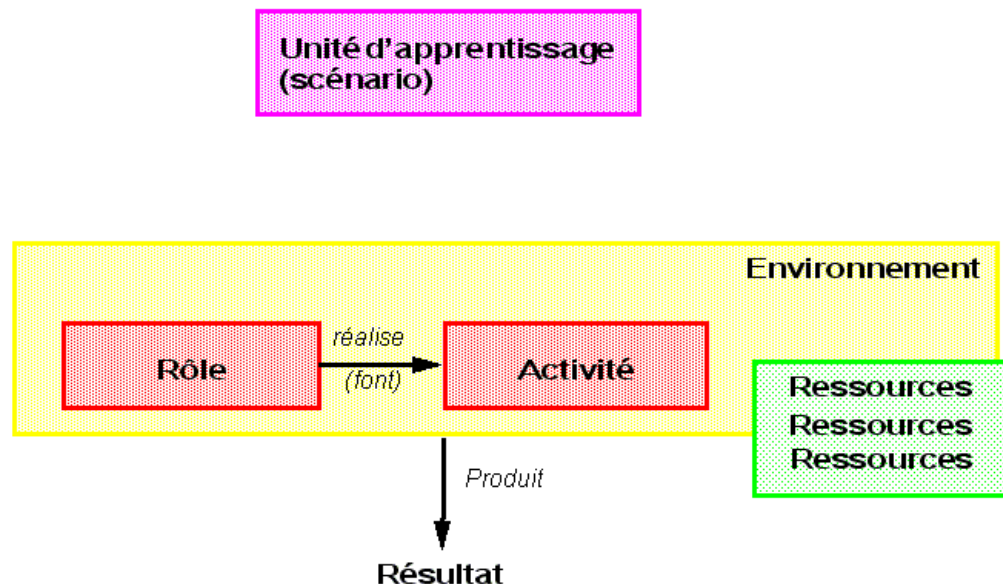 Unité d'apprentissage
(scénario)
Environnement
réalise
Rôle
Activité
(font)
Ressources
Ressources
Ressources
Produit
Résultat